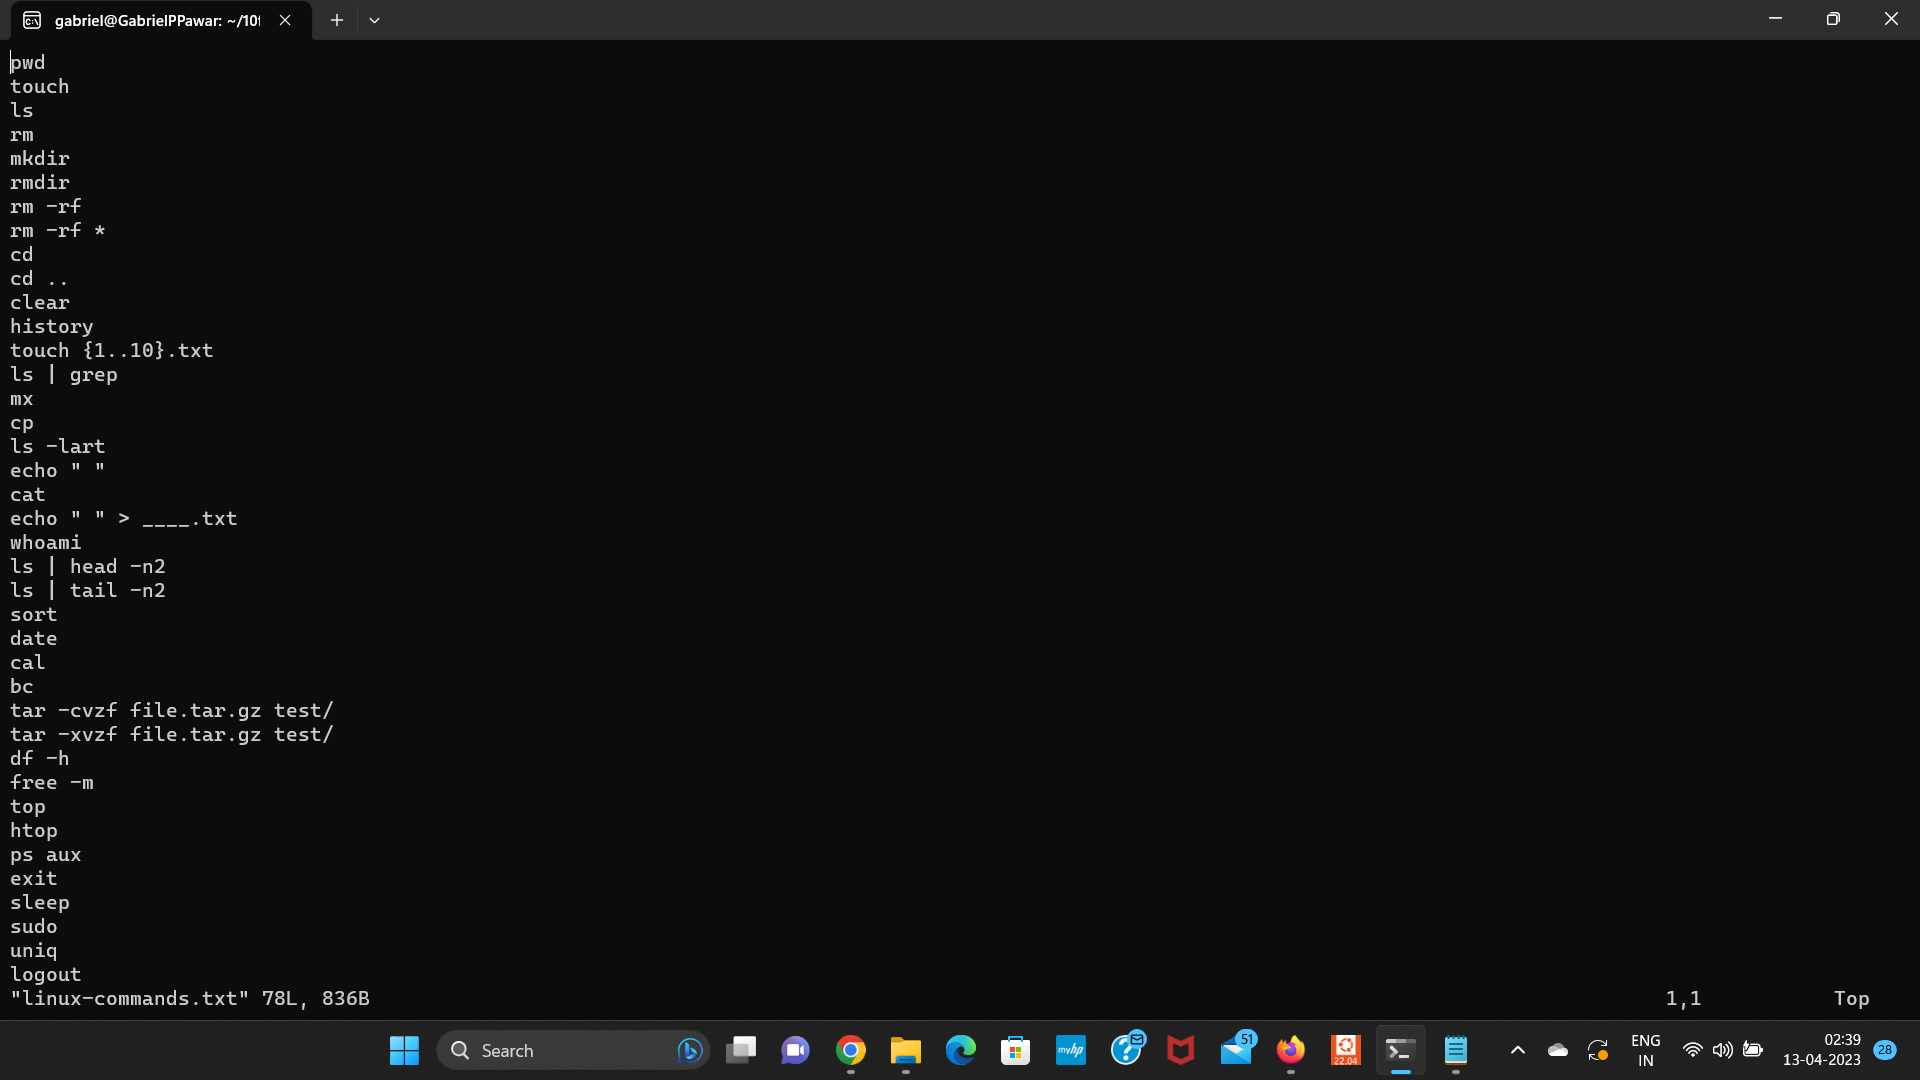 gabriel@GabrielPPawar: ~/10
pwd
touch
ls
rm
mkdir
rmdir
rm -rf
rm -rf *
cd
cd ..
clear
history
touch {1..10}.txt
ls | grep
mx
cp
ls -lart
echo " "
cat
echo " " > ____.txt
whoami
ls | head -n2
ls | tail -n2
sort
date
cal
bc
tar -cvzf file.tar.gz test/
tar -xvzf file.tar.gz test/
df -h
free -m
top
htop
ps aux
exit
sleep
sudo
uniq
logout
"linux-commands.txt" 78L, 836B 1,1 Top
Search
myhp
51
22.04
ENG
IN
02:39
13-04-2023
28